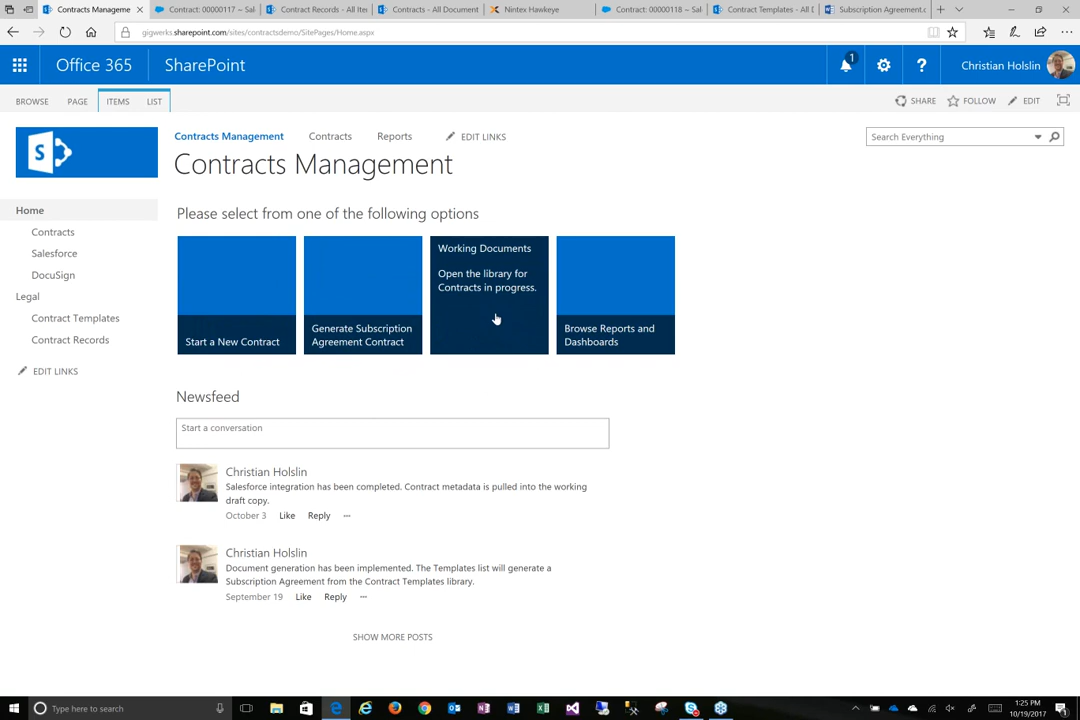 Contracts Manageme
Contract: 00000117 ~ Sal
Contract Records - All Iter
Contracts - All Document
Nintex Hawkeye
Contract: 00000118 ~ Sal
Contract Templates - All D
Subscription Agreement.c
gigwerks.sharepoint.com/sites/contractsdemo/SitePages/Home.aspx
Office 365
SharePoint
1
Christian Holslin
BROWSE
PAGE
ITEMS
LIST
SHARE
FOLLOW
EDIT
S
Contracts Management
Contracts
Reports
EDIT LINKS
Search Everything
Contracts Management
Home
Contracts
Salesforce
DocuSign
Legal
Contract Templates
Contract Records
EDIT LINKS
Please select from one of the following options
Start a New Contract
Generate Subscription
Agreement Contract
Working Documents
Open the library for
Contracts in progress.
Browse Reports and
Dashboards
Newsfeed
Start a conversation
Christian Holslin
Salesforce integration has been completed. Contract metadata is pulled into the working
draft copy.
October 3 Like Reply ...
Christian Holslin
Document generation has been implemented. The Templates list will generate a
Subscription Agreement from the Contract Templates library.
September 19 Like Reply ...
SHOW MORE POSTS
Type here to search
1:25 PM
10/19/2017